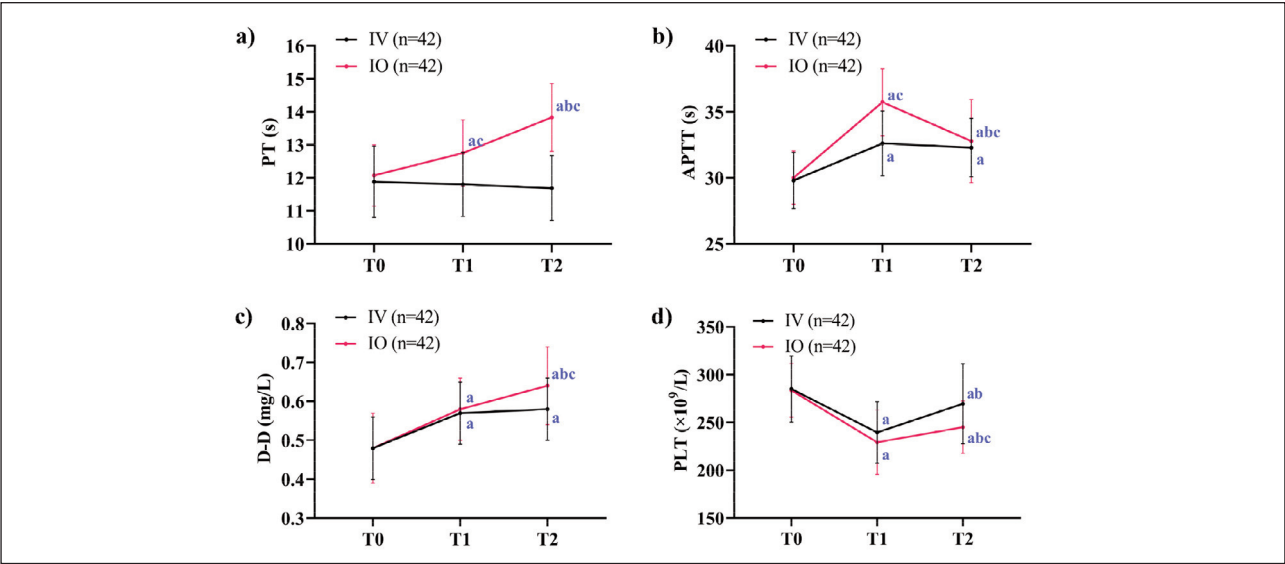 a)
IV (n=42)
IO (n=42)
PT (s)
16
15
14
13
12
11
10
ac
abc
T0 T1 T2
b)
IV (n=42)
IO (n=42)
APTT (s)
40
35
30
25
ac
a
abc
a
T0 T1 T2
c)
IV (n=42)
IO (n=42)
D-D (mg/L)
0.8
0.7
0.6
0.5
0.4
0.3
a
a
abc
a
T0 T1 T2
d)
IV (n=42)
IO (n=42)
PLT (×10⁹/L)
350
300
250
200
150
a
a
ab
abc
T0 T1 T2